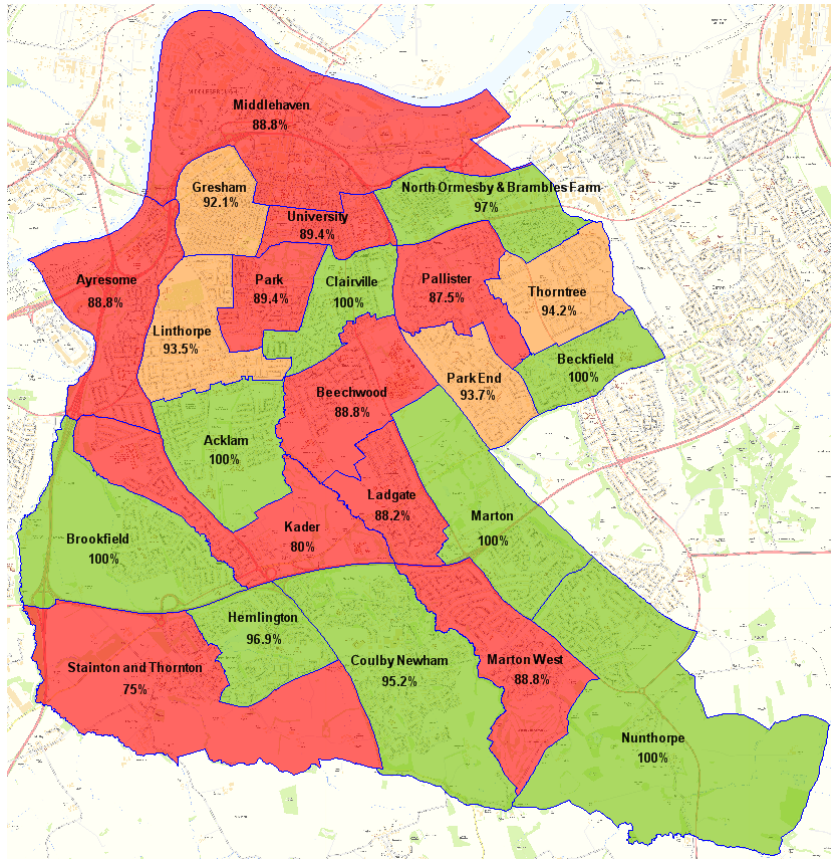 Middlehaven
88.8%
Gresham
92.1%
North Ormesby & Brambles Farm
97%
University
89.4%
Ayresome
88.8%
Park
89.4%
Clairville
100%
Pallister
87.5%
Thorntree
94.2%
Linthorpe
93.5%
Beckfield
100%
Park End
93.7%
Beechwood
88.8%
Acklam
100%
Ladgate
88.2%
Marton
100%
Kader
80%
Brookfield
100%
Hemlington
96.9%
Stainton and Thornton
75%
Coulby Newham
95.2%
Marton West
88.8%
Nunthorpe
100%